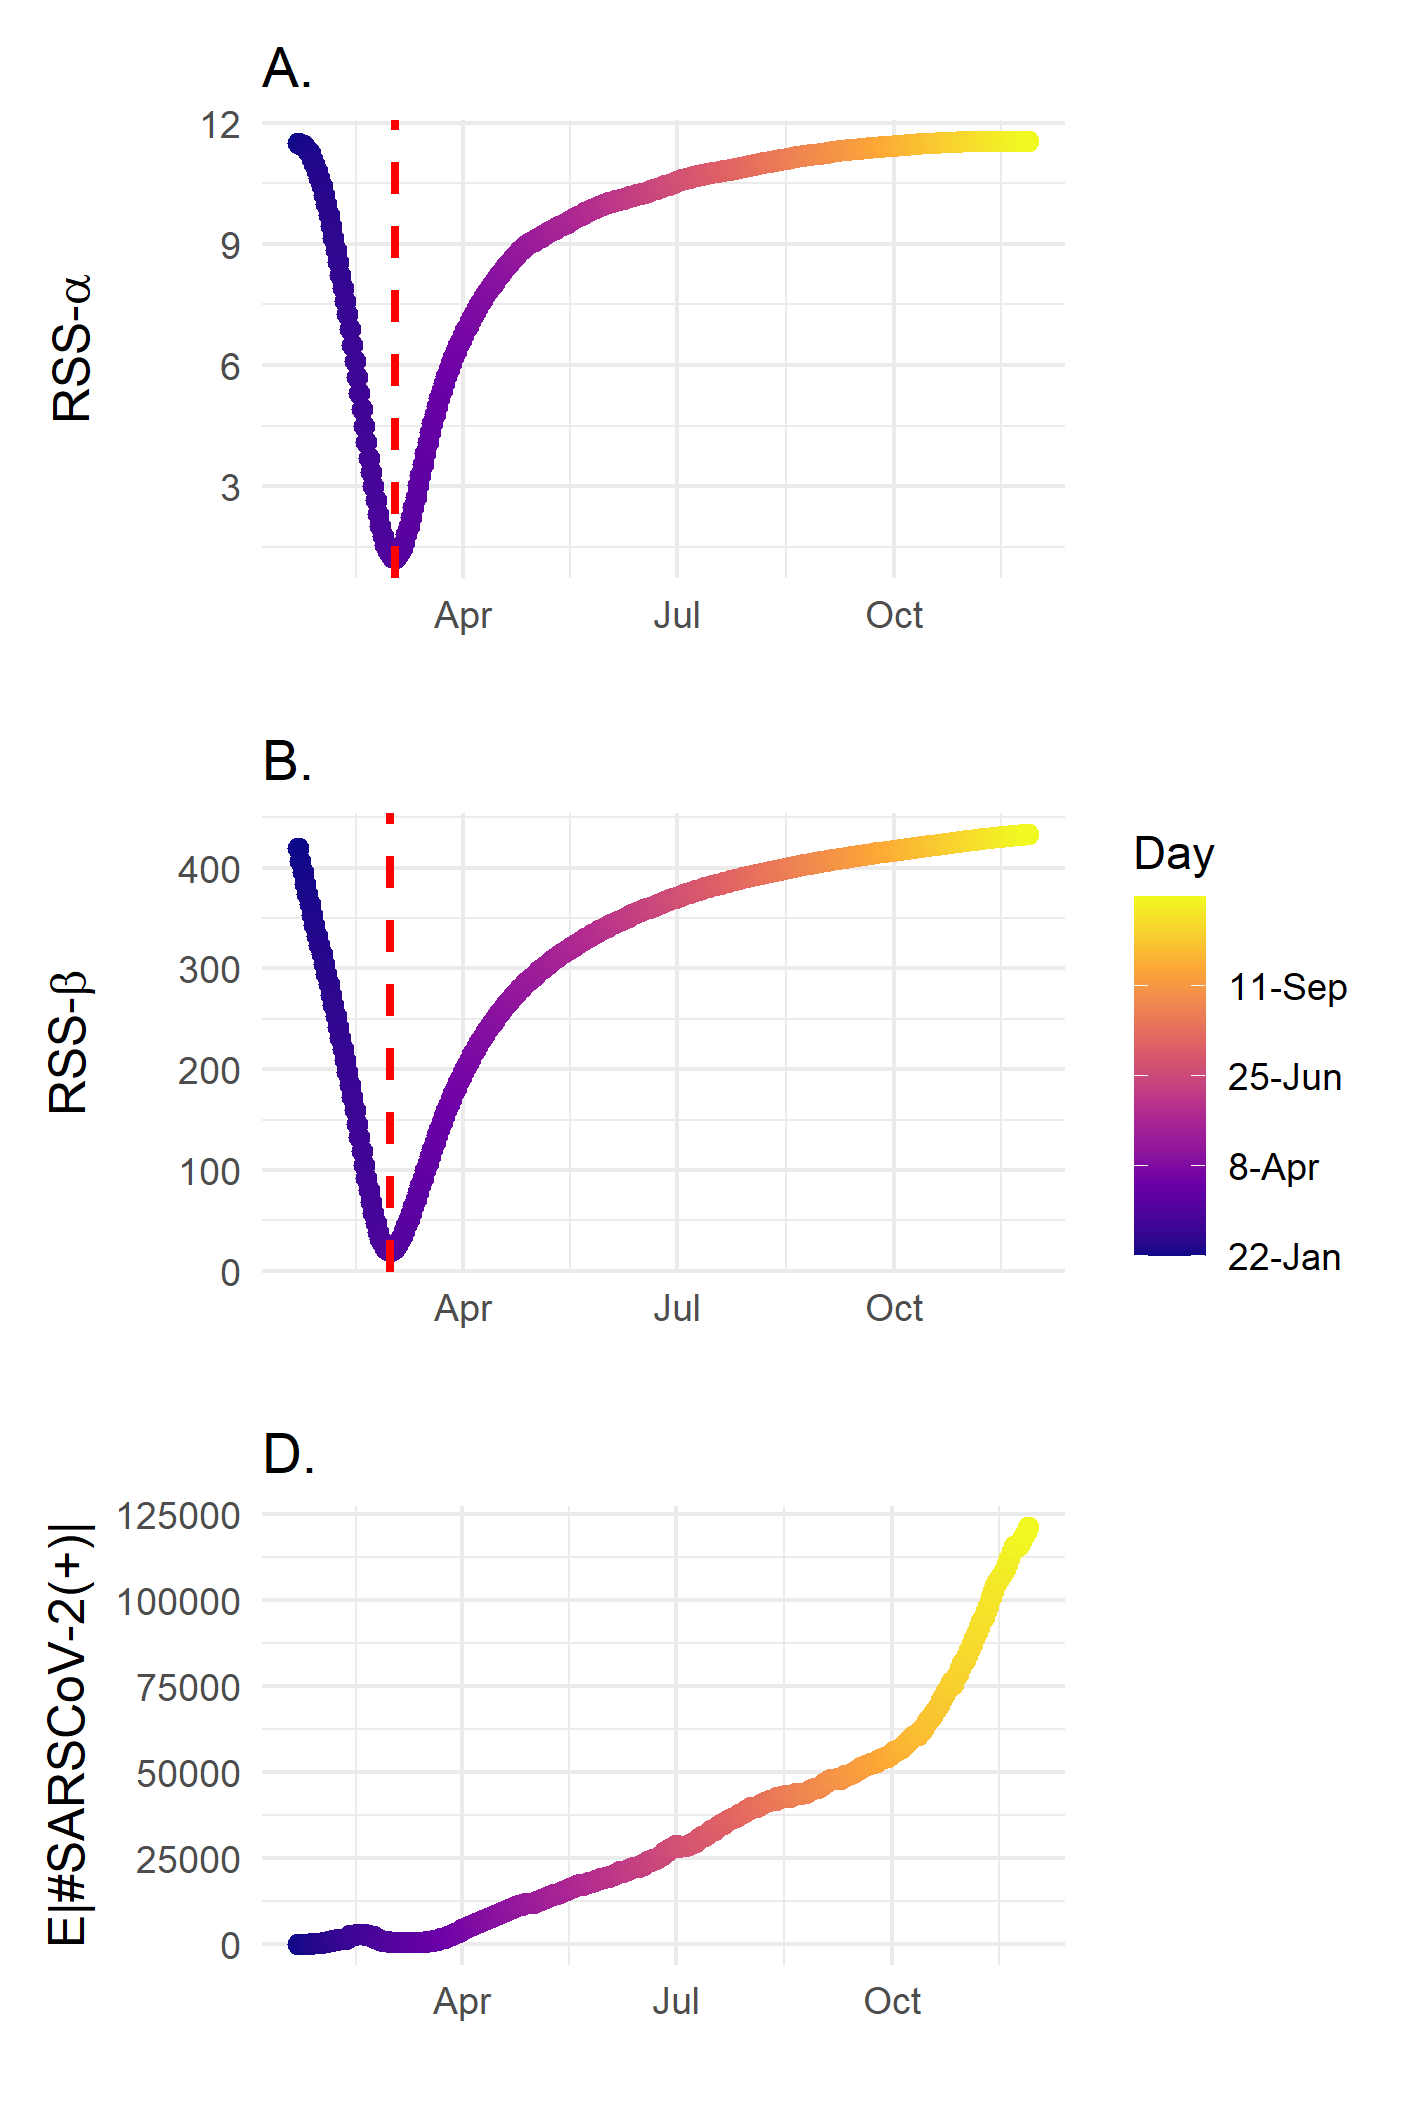 A.
12
9
6
3
RSS-α
Apr Jul Oct
B.
400
300
200
100
0
RSS-β
Apr Jul Oct
Day
11-Sep
25-Jun
8-Apr
22-Jan
D.
125000
100000
75000
50000
25000
0
E|#SARSCoV-2(+)|
Apr Jul Oct